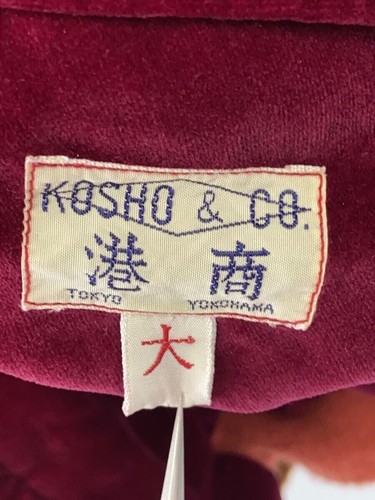 KOSHO & CO.
港商
TOKYO YOKOHAMA
大